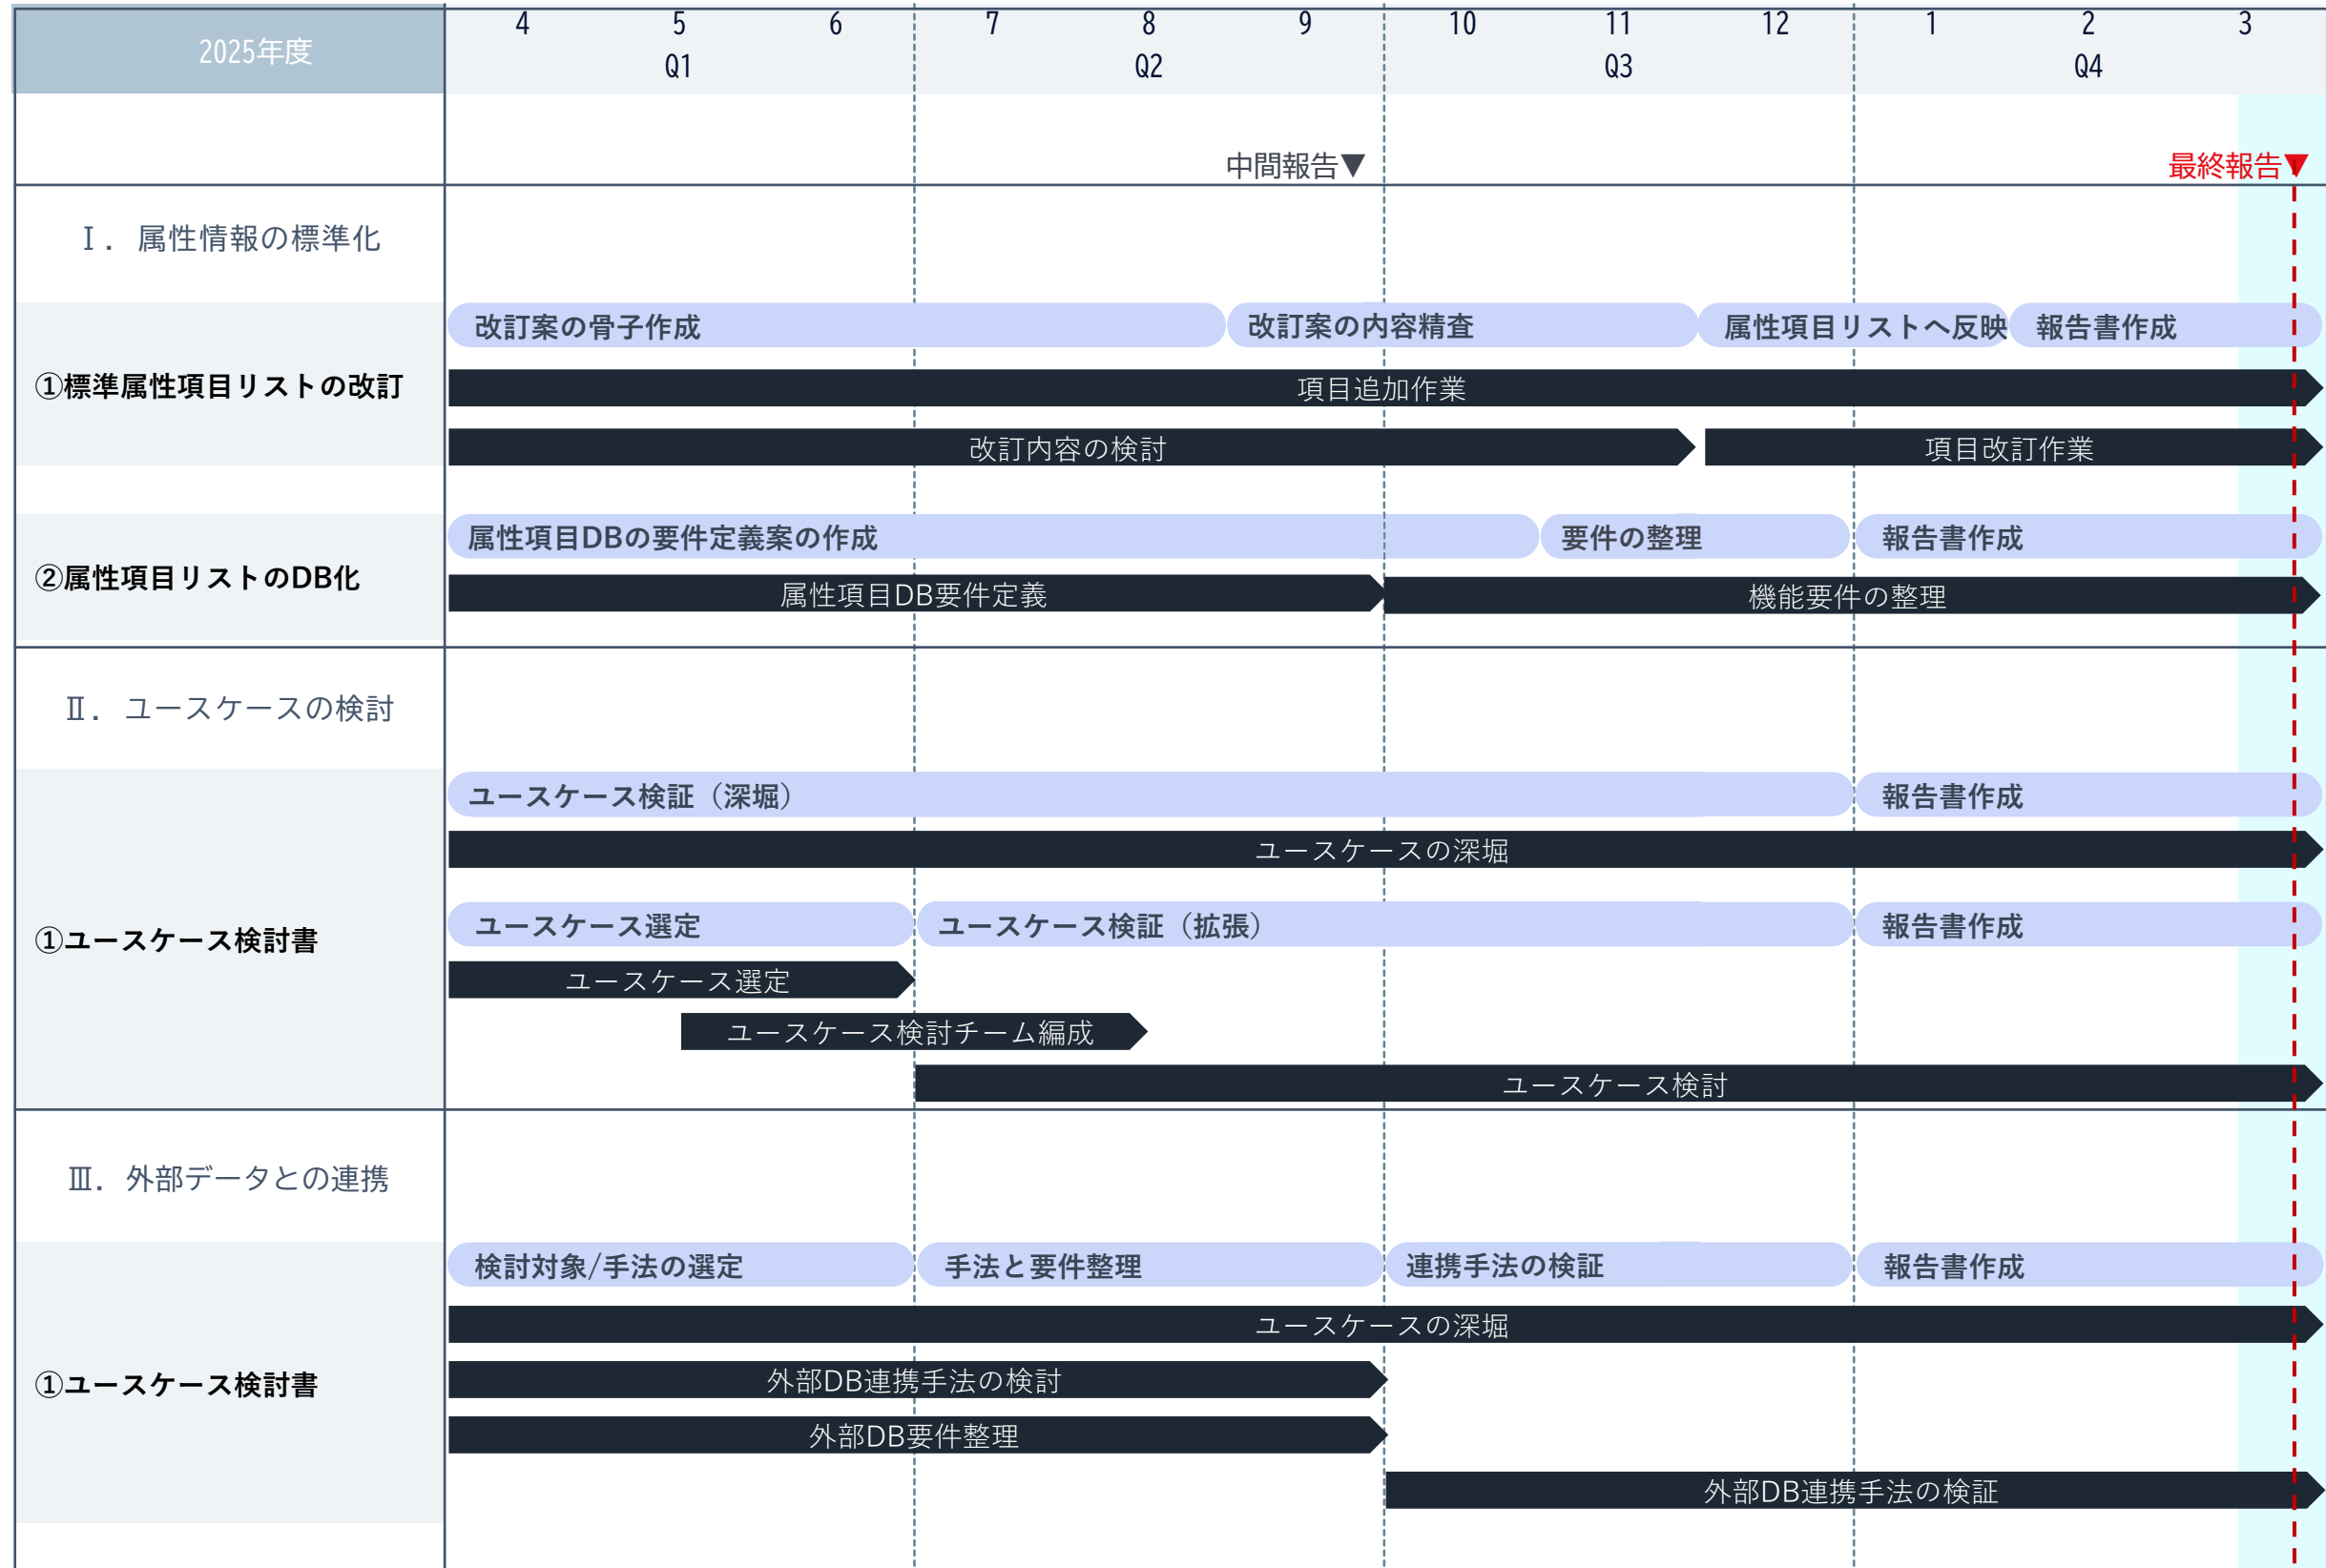 2025年度
4 5 6 7 8 9 10 11 12 1 2 3
Q1 Q2 Q3 Q4
中間報告▼
最終報告▼
Ⅰ．属性情報の標準化
①標準属性項目リストの改訂
改訂案の骨子作成
改訂案の内容精査
属性項目リストへ反映
報告書作成
項目追加作業
改訂内容の検討
項目改訂作業
②属性項目リストのDB化
属性項目DBの要件定義案の作成
要件の整理
報告書作成
属性項目DB要件定義
機能要件の整理
Ⅱ．ユースケースの検討
①ユースケース検討書
ユースケース検証（深堀）
報告書作成
ユースケースの深堀
ユースケース選定
ユースケース検証（拡張）
報告書作成
ユースケース選定
ユースケース検討チーム編成
ユースケース検討
Ⅲ．外部データとの連携
①ユースケース検討書
検討対象/手法の選定
手法と要件整理
連携手法の検証
報告書作成
ユースケースの深堀
外部DB連携手法の検討
外部DB要件整理
外部DB連携手法の検証